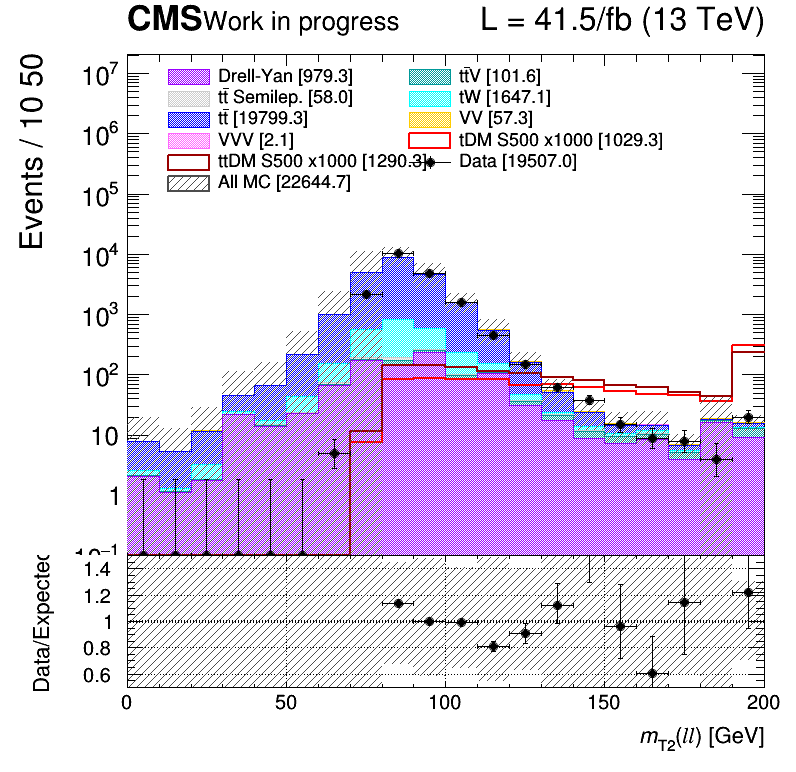 CMS Work in progress L = 41.5/fb (13 TeV)
Events / 10 50
10⁷
10⁶
10⁵
10⁴
10³
10²
10
1
10⁻¹
Drell-Yan [979.3]
tt̄ Semilep. [58.0]
tt̄ [19799.3]
VVV [2.1]
ttDM S500 x1000 [1290.3]
All MC [22644.7]
tt̄V [101.6]
tW [1647.1]
VV [57.3]
tDM S500 x1000 [1029.3]
Data [19507.0]
Data/Expected
1.4
1.2
1
0.8
0.6
0 50 100 150 200
m_T2(ll) [GeV]